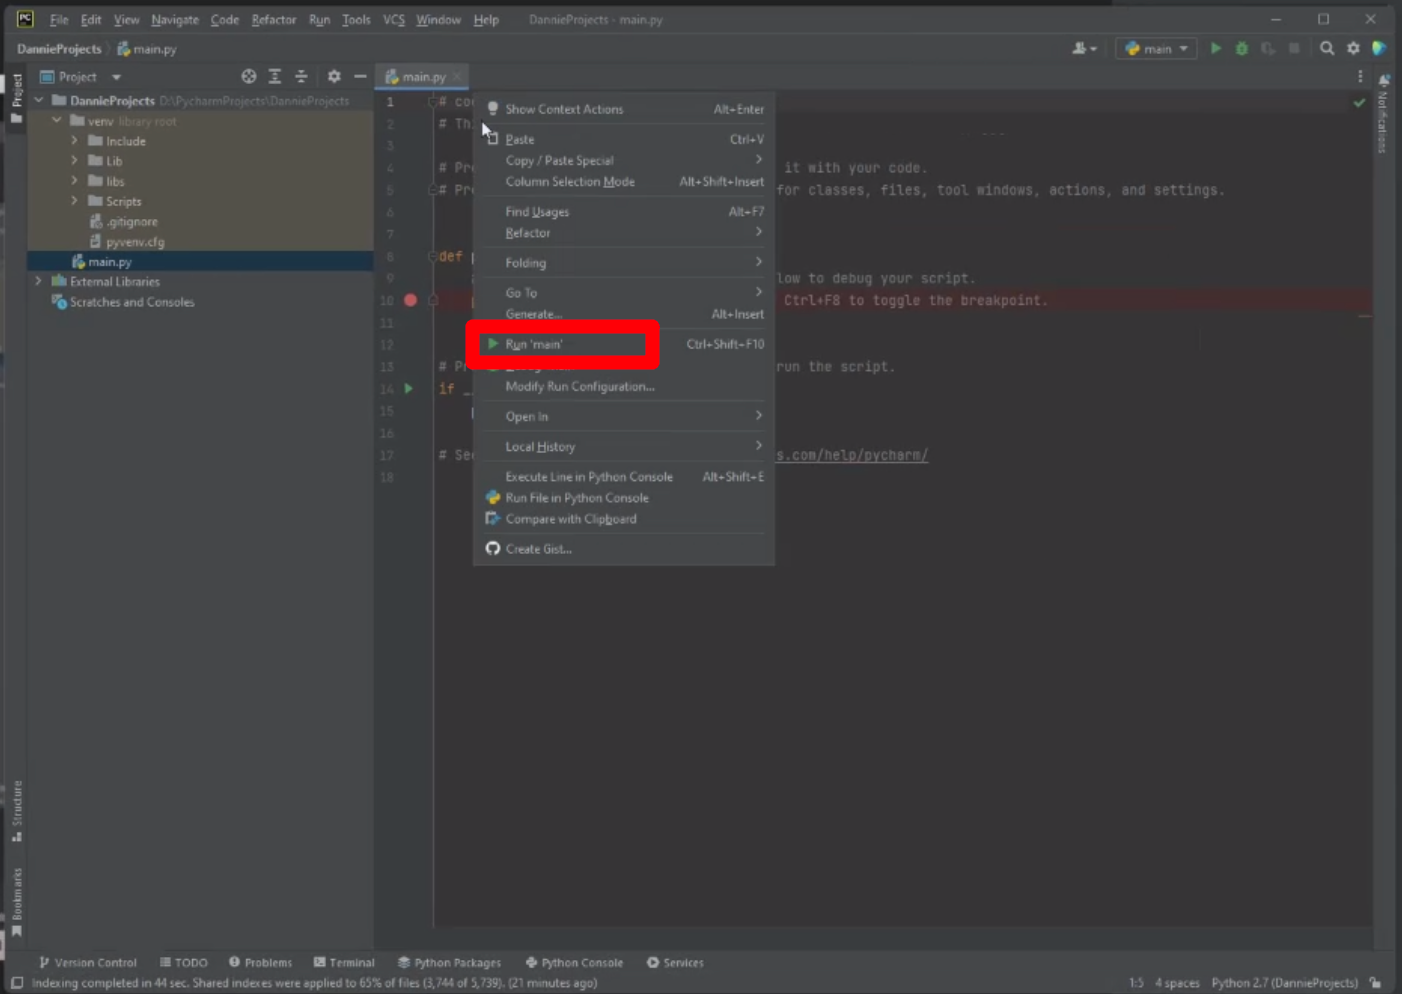 PC File Edit View Navigate Code Refactor Run Tools VCS Window Help DannieProjects - main.py
DannieProjects main.py main
Project main.py
Project
DannieProjects D:\PycharmProjects\DannieProjects
venv library root
Include
Lib
libs
Scripts
.gitignore
pyvenv.cfg
main.py
External Libraries
Scratches and Consoles
Structure
Bookmarks
Notifications
1 # co
2 # Thi
3
4 # Pre it with your code.
5 # Pre for classes, files, tool windows, actions, and settings.
6
7
8 def
9 low to debug your script.
10 Ctrl+F8 to toggle the breakpoint.
11
12
13 # Pr run the script.
14 if
15
16
17 # See s.com/help/pycharm/
18
Show Context Actions Alt+Enter
Paste Ctrl+V
Copy / Paste Special
Column Selection Mode Alt+Shift+Insert
Find Usages Alt+F7
Refactor
Folding
Go To
Generate... Alt+Insert
Run 'main' Ctrl+Shift+F10
Modify Run Configuration...
Open In
Local History
Execute Line in Python Console Alt+Shift+E
Run File in Python Console
Compare with Clipboard
Create Gist...
Version Control TODO Problems Terminal Python Packages Python Console Services
Indexing completed in 44 sec. Shared indexes were applied to 65% of files (3,744 of 5,739). (21 minutes ago) 1:5 4 spaces Python 2.7 (DannieProjects)